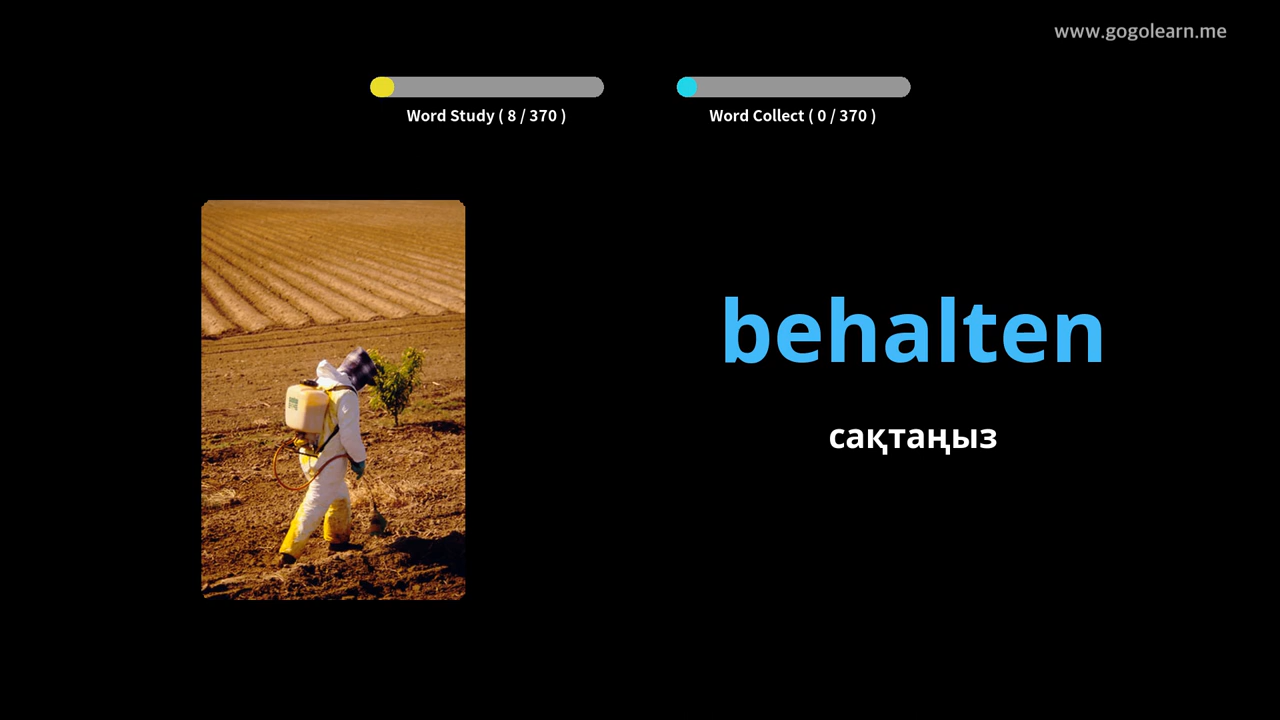 www.gogolearn.me
Word Study ( 8 / 370 )
Word Collect ( 0 / 370 )
behalten
сақтаңыз